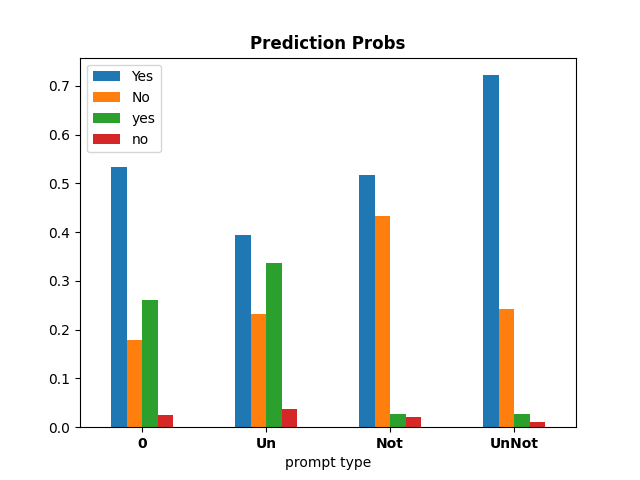 Prediction Probs
Yes
No
yes
no
0.7
0.6
0.5
0.4
0.3
0.2
0.1
0.0
0 Un Not UnNot
prompt type